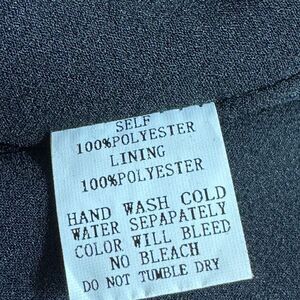 SELF
100%POLYESTER
LINING
100%POLYESTER
HAND WASH COLD
WATER SEPAPATELY
COLOR WILL BLEED
NO BLEACH
DO NOT TUMBLE DRY